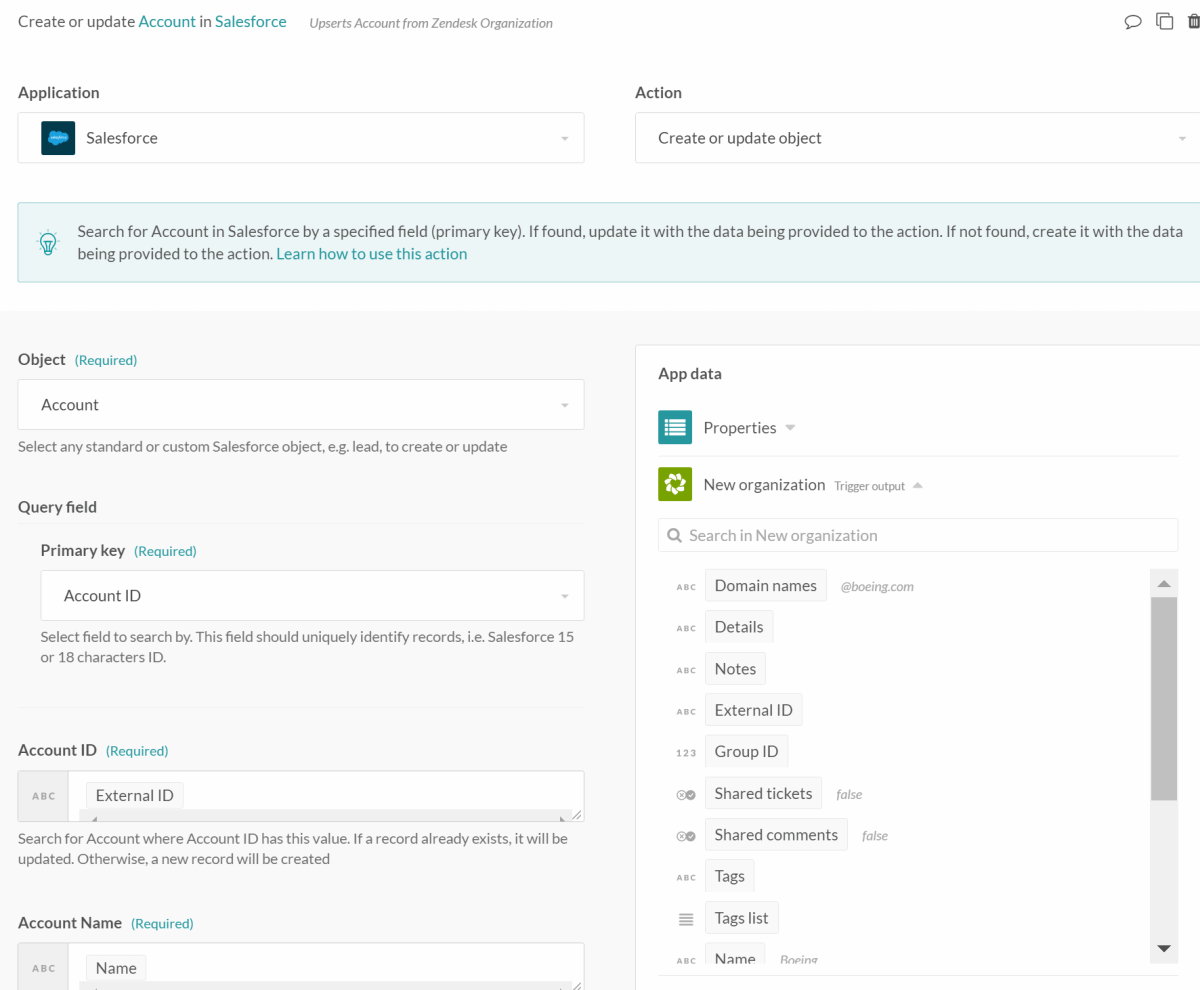 Create or update Account in Salesforce Upserts Account from Zendesk Organization
Application
Salesforce
Action
Create or update object
Search for Account in Salesforce by a specified field (primary key). If found, update it with the data being provided to the action. If not found, create it with the data
being provided to the action. Learn how to use this action
Object (Required)
Account
Select any standard or custom Salesforce object, e.g. lead, to create or update
Query field
Primary key (Required)
Account ID
Select field to search by. This field should uniquely identify records, i.e. Salesforce 15
or 18 characters ID.
Account ID (Required)
ABC External ID
Search for Account where Account ID has this value. If a record already exists, it will be
updated. Otherwise, a new record will be created
Account Name (Required)
ABC Name
App data
Properties
New organization Trigger output
Search in New organization
ABC Domain names @boeing.com
ABC Details
ABC Notes
ABC External ID
123 Group ID
Shared tickets false
Shared comments false
ABC Tags
Tags list
ABC Name Boeing